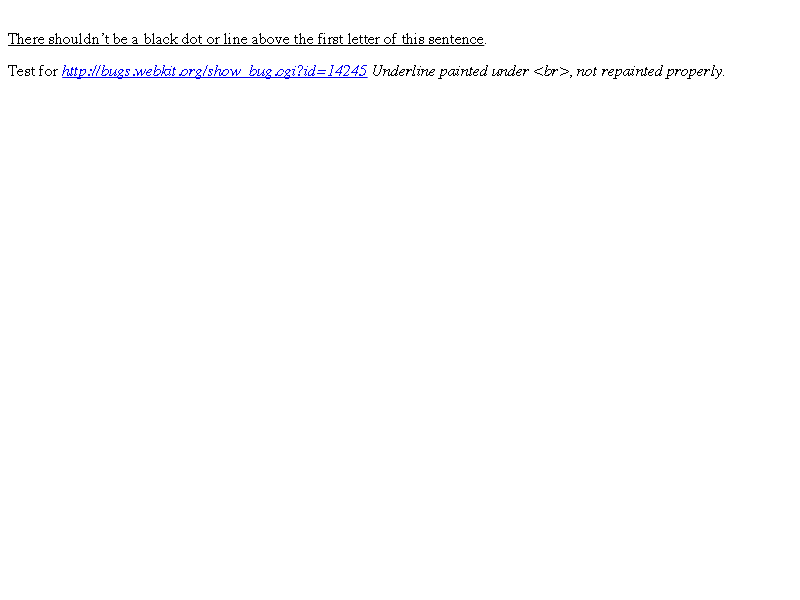 There shouldn't be a black dot or line above the first letter of this sentence.
Test for http://bugs.webkit.org/show_bug.cgi?id=14245 Underline painted under <br>, not repainted properly.